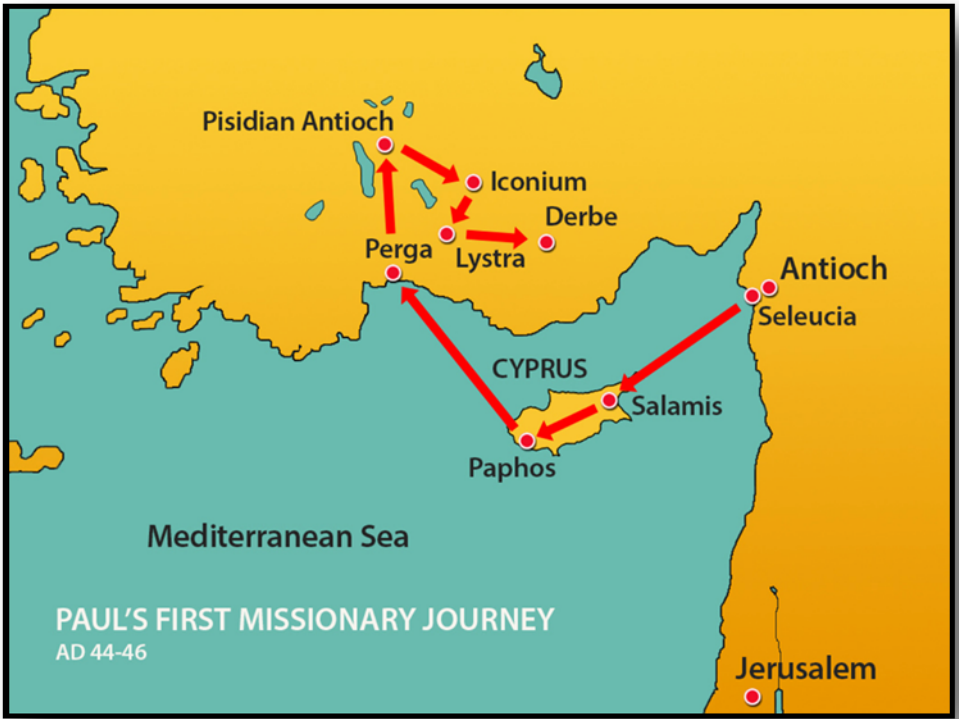 Pisidian Antioch
Iconium
Derbe
Perga
Lystra
Antioch
Seleucia
CYPRUS
Salamis
Paphos
Mediterranean Sea
PAUL'S FIRST MISSIONARY JOURNEY
AD 44-46
Jerusalem